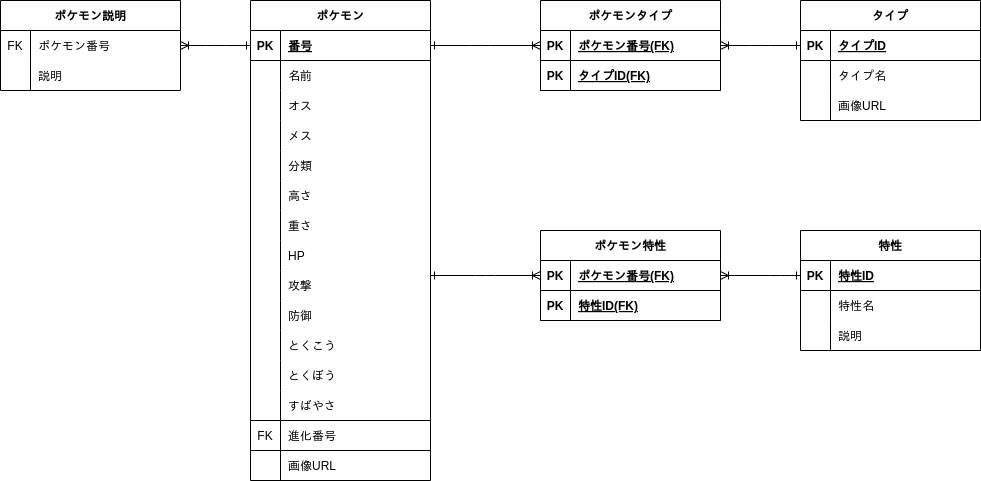 ポケモン説明
FK ポケモン番号
説明
ポケモン
PK 番号
名前
オス
メス
分類
高さ
重さ
HP
攻撃
防御
とくこう
とくぼう
すばやさ
FK 進化番号
画像URL
ポケモンタイプ
PK ポケモン番号(FK)
PK タイプID(FK)
タイプ
PK タイプID
タイプ名
画像URL
ポケモン特性
PK ポケモン番号(FK)
PK 特性ID(FK)
特性
PK 特性ID
特性名
説明